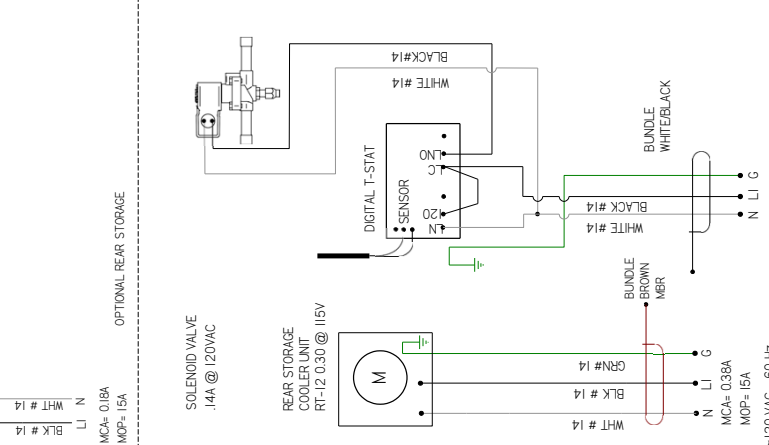 BLACK#14
WHITE #14
DIGITAL T-STAT
LNO
LC
SENSOR
120
LN
BUNDLE
WHITE/BLACK
G
L1
N
BLACK #14
WHITE #14
OPTIONAL REAR STORAGE
SOLENOID VALVE
.14A @ 120VAC
REAR STORAGE
COOLER UNIT
RT-12 0.30 @ 115V
M
BUNDLE
BROWN
MBR
GRN #14
BLK # 14
WHT # 14
G
L1
N
MCA= 0.38A
MOP= 15A
WHT # 14
N
BLK # 14
L1
MCA= 0.18A
MOP= 15A